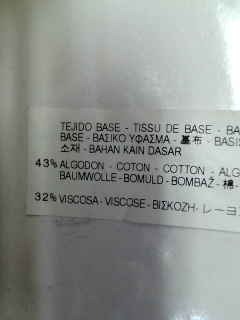 TEJIDO BASE - TISSU DE BASE - BA
BASE - ΒΑΣΙΚΟ ΥΦΑΣΜΑ - 基布 - BASIS
소재 - BAHAN KAIN DASAR
43% ALGODON - COTON - COTTON - ALG
BAUMWOLLE - BOMULD - BOMBAŽ - 棉 -
32% VISCOSA - VISCOSE - ΒΙΣΚΟΖΗ - レーヨ